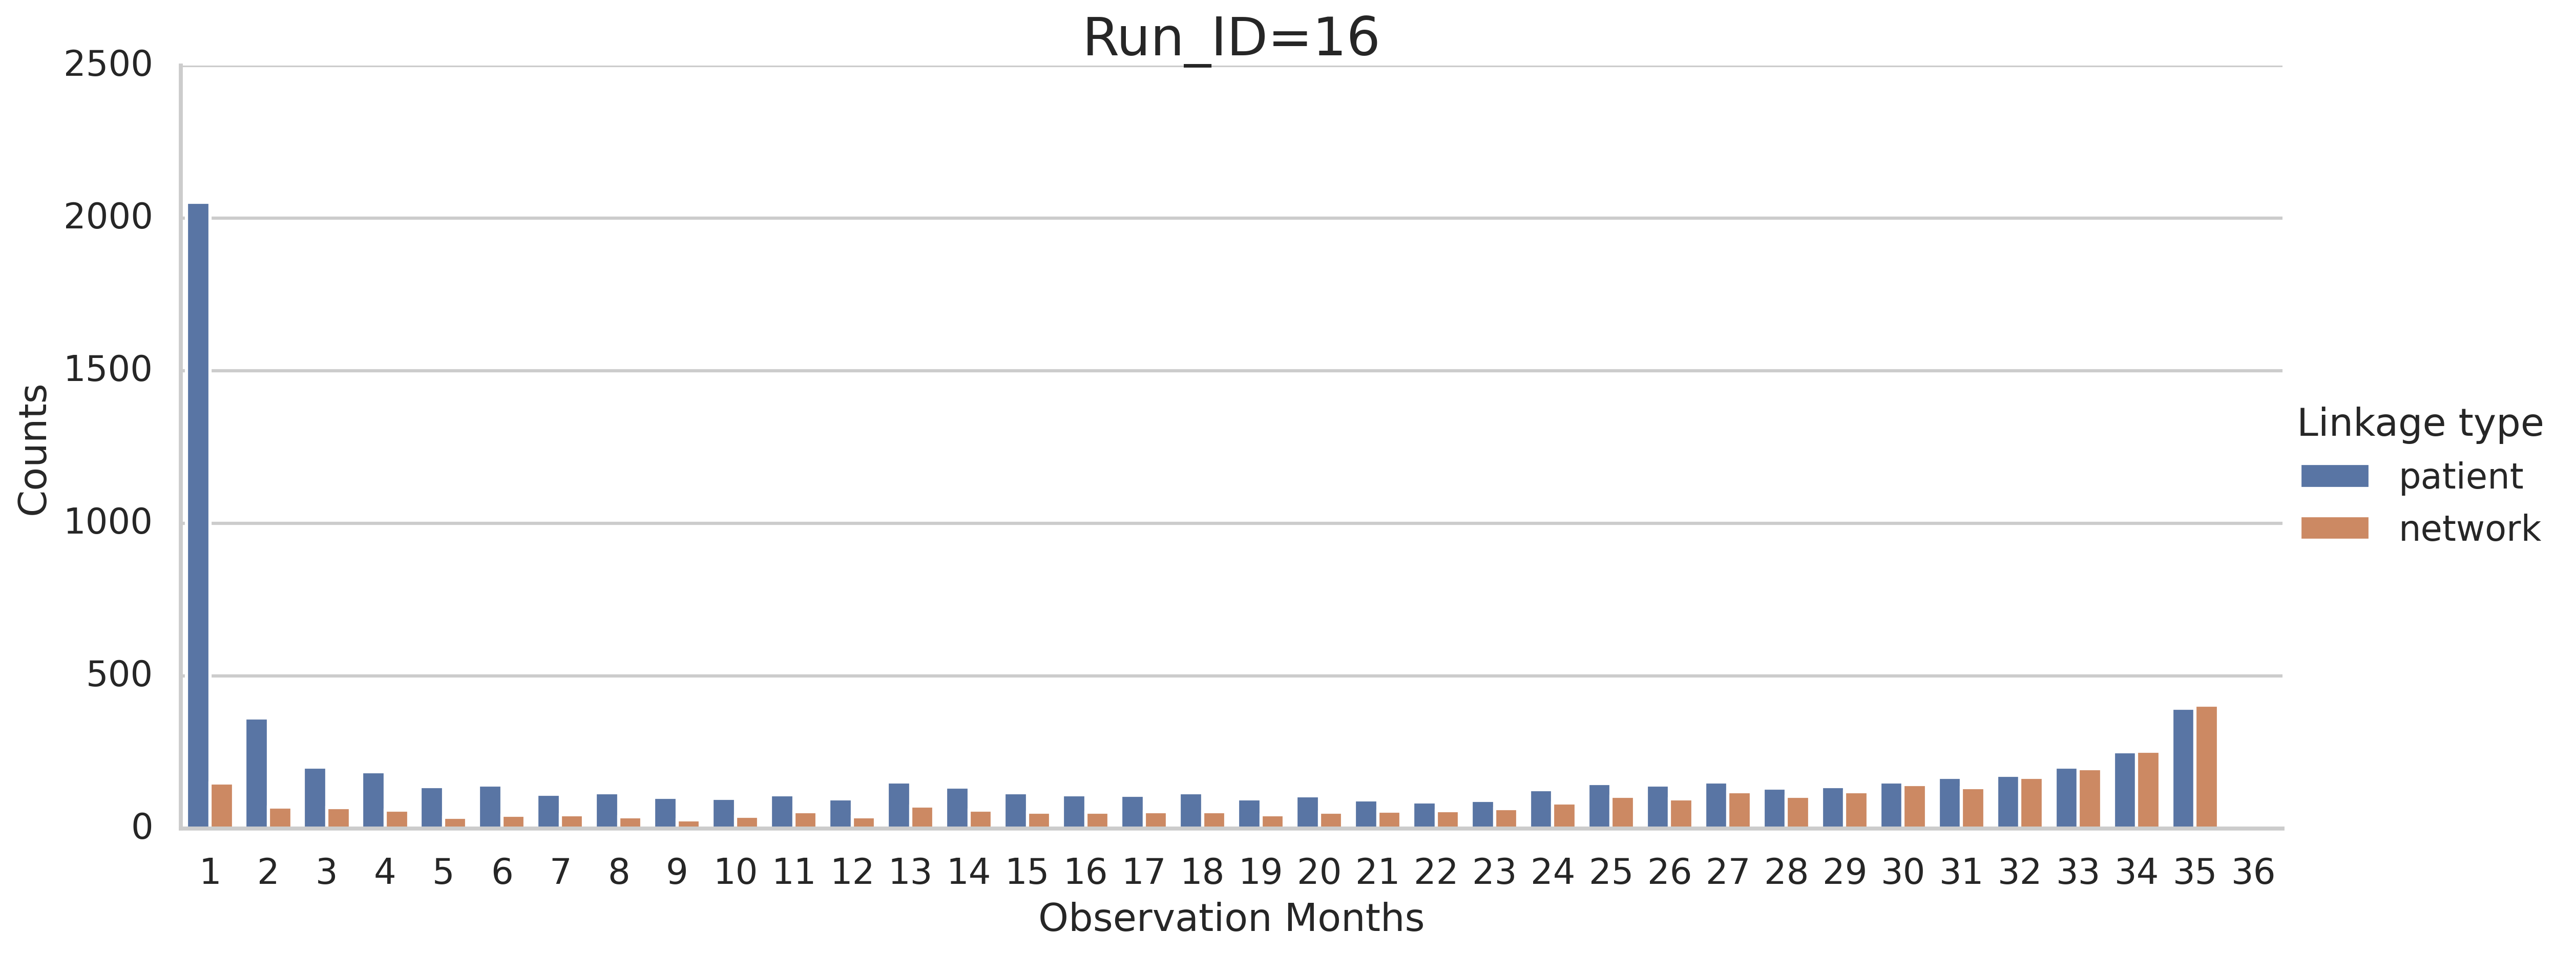 Run_ID=16
2500
2000
1500
1000
500
0
Counts
1 2 3 4 5 6 7 8 9 10 11 12 13 14 15 16 17 18 19 20 21 22 23 24 25 26 27 28 29 30 31 32 33 34 35 36
Observation Months
Linkage type
patient
network